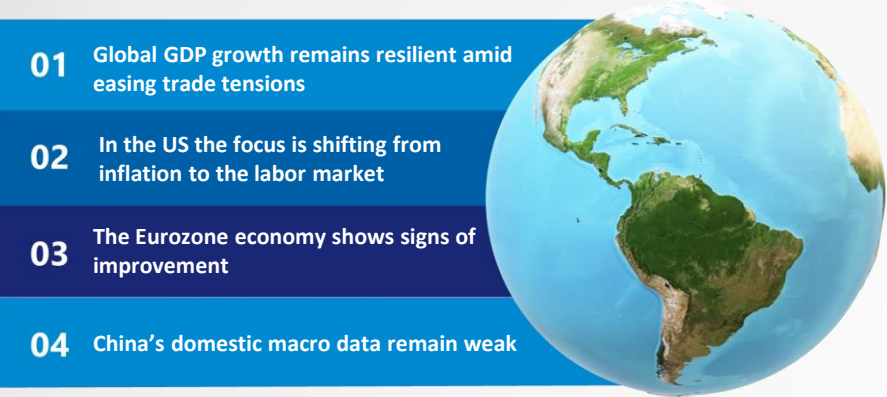 01
Global GDP growth remains resilient amid
easing trade tensions
02
In the US the focus is shifting from
inflation to the labor market
03
The Eurozone economy shows signs of
improvement
04
China’s domestic macro data remain weak